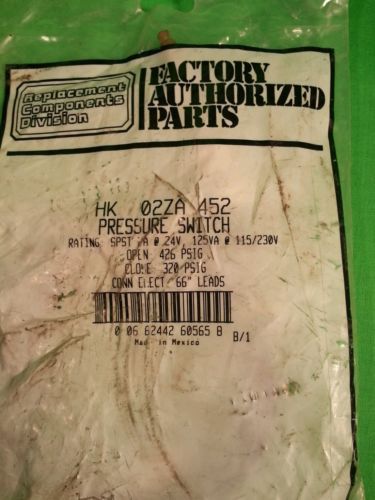 Replacement
Components
Division
FACTORY
AUTHORIZED
PARTS
HK 02ZA 452
PRESSURE SWITCH
RATING: SPST A @ 24V, 125VA @ 115/230V
OPEN 426 PSIG
CLOSE 320 PSIG
CONN ELECT 66" LEADS
0 06 62442 60565 8
B/1
Made in Mexico